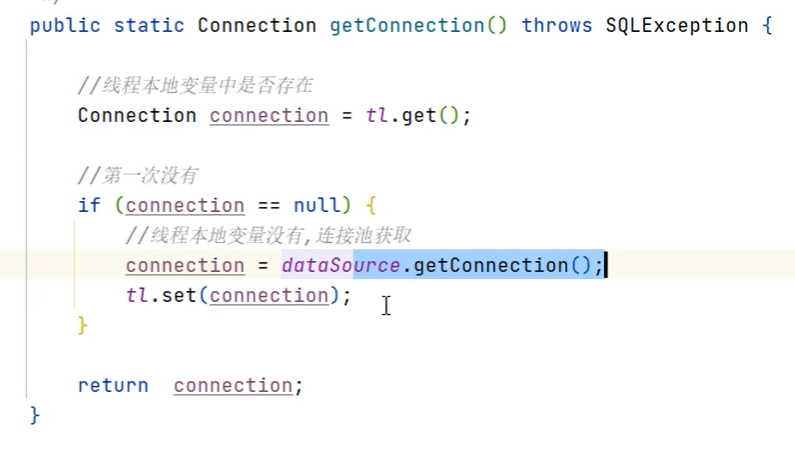 public static Connection getConnection() throws SQLException {
//线程本地变量中是否存在
Connection connection = tl.get();
//第一次没有
if (connection == null) {
//线程本地变量没有,连接池获取
connection = dataSource.getConnection();
tl.set(connection);
}
return connection;
}